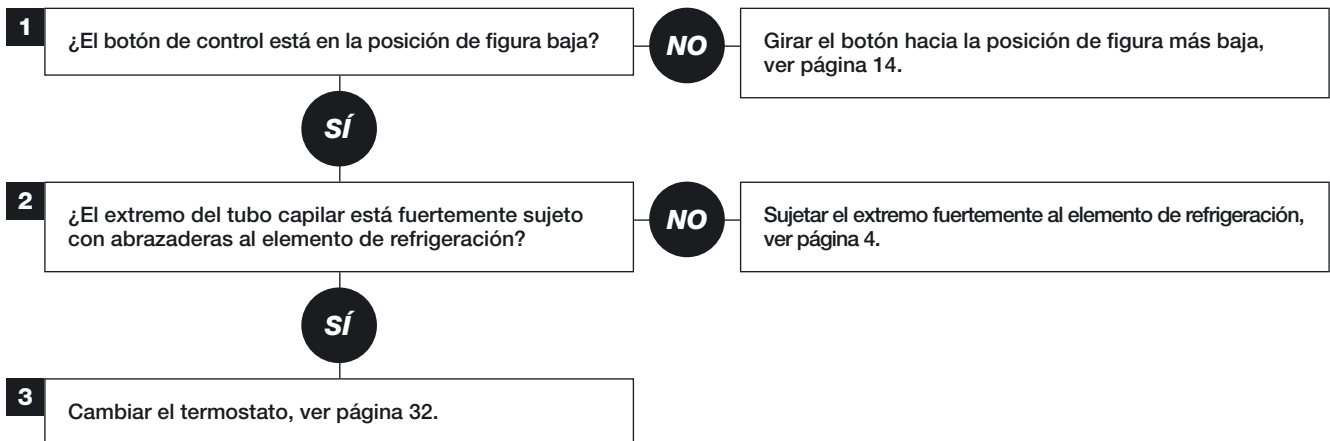 1
¿El botón de control está en la posición de figura baja?
NO
Girar el botón hacia la posición de figura más baja,
ver página 14.
SÍ
2
¿El extremo del tubo capilar está fuertemente sujeto
con abrazaderas al elemento de refrigeración?
NO
Sujetar el extremo fuertemente al elemento de refrigeración,
ver página 4.
SÍ
3
Cambiar el termostato, ver página 32.